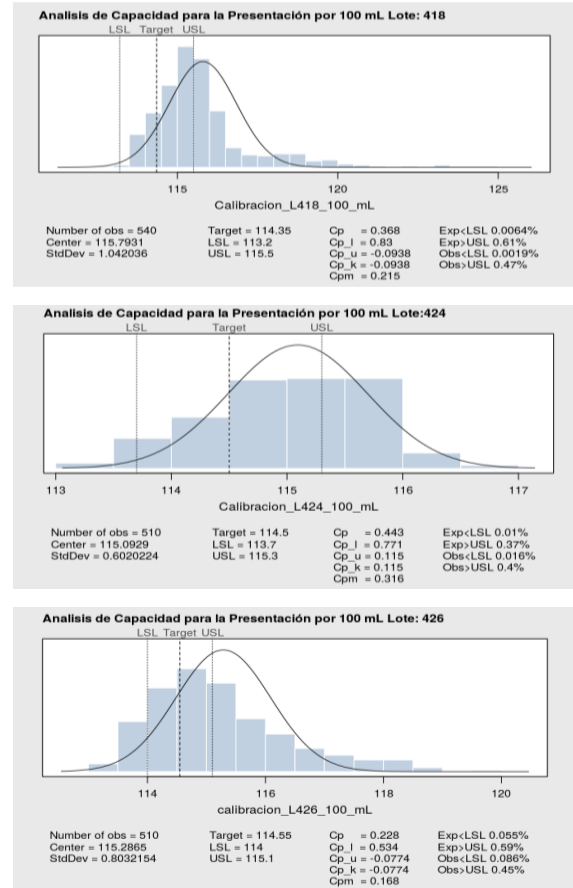 Analisis de Capacidad para la Presentación por 100 mL Lote: 418
LSL Target USL
115 120 125
Calibracion_L418_100_mL
Number of obs = 540 Target = 114.35 Cp = 0.368 Exp<LSL 0.0064%
Center = 115.7931 LSL = 113.2 Cp_l = 0.83 Exp>USL 0.61%
StdDev = 1.042036 USL = 115.5 Cp_u = -0.0938 Obs<LSL 0.0019%
Cp_k = -0.0938 Obs>USL 0.47%
Cpm = 0.215
Analisis de Capacidad para la Presentación por 100 mL Lote:424
LSL Target USL
113 114 115 116 117
Calibracion_L424_100_mL
Number of obs = 510 Target = 114.5 Cp = 0.443 Exp<LSL 0.01%
Center = 115.0929 LSL = 113.7 Cp_l = 0.771 Exp>USL 0.37%
StdDev = 0.6020224 USL = 115.3 Cp_u = 0.115 Obs<LSL 0.016%
Cp_k = 0.115 Obs>USL 0.4%
Cpm = 0.316
Analisis de Capacidad para la Presentación por 100 mL Lote: 426
LSL Target USL
114 116 118 120
calibracion_L426_100_mL
Number of obs = 510 Target = 114.55 Cp = 0.228 Exp<LSL 0.055%
Center = 115.2865 LSL = 114 Cp_l = 0.534 Exp>USL 0.59%
StdDev = 0.8032154 USL = 115.1 Cp_u = -0.0774 Obs<LSL 0.086%
Cp_k = -0.0774 Obs>USL 0.45%
Cpm = 0.168